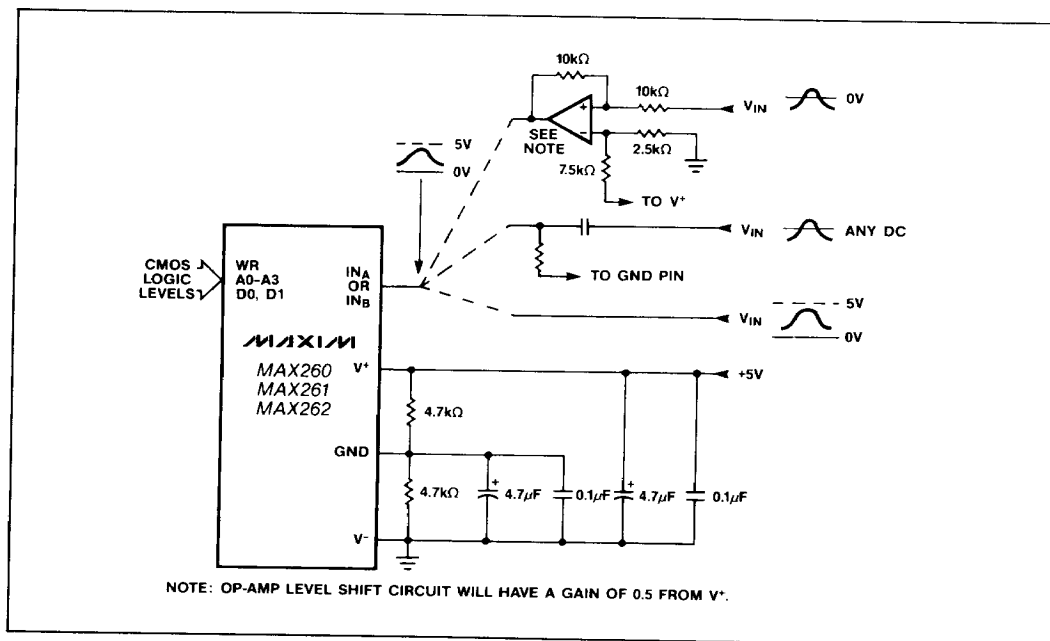 10kΩ
10kΩ
+
−
VIN
0V
SEE
NOTE
2.5kΩ
7.5kΩ
TO V+
5V
0V
VIN
ANY DC
TO GND PIN
CMOS
LOGIC
LEVELS
WR
A0–A3
D0, D1
INA
OR
INB
VIN
5V
0V
MAXIM
MAX260
MAX261
MAX262
V+
+5V
4.7kΩ
GND
4.7kΩ
+
4.7µF
0.1µF
+
4.7µF
0.1µF
V−
NOTE: OP-AMP LEVEL SHIFT CIRCUIT WILL HAVE A GAIN OF 0.5 FROM V+.